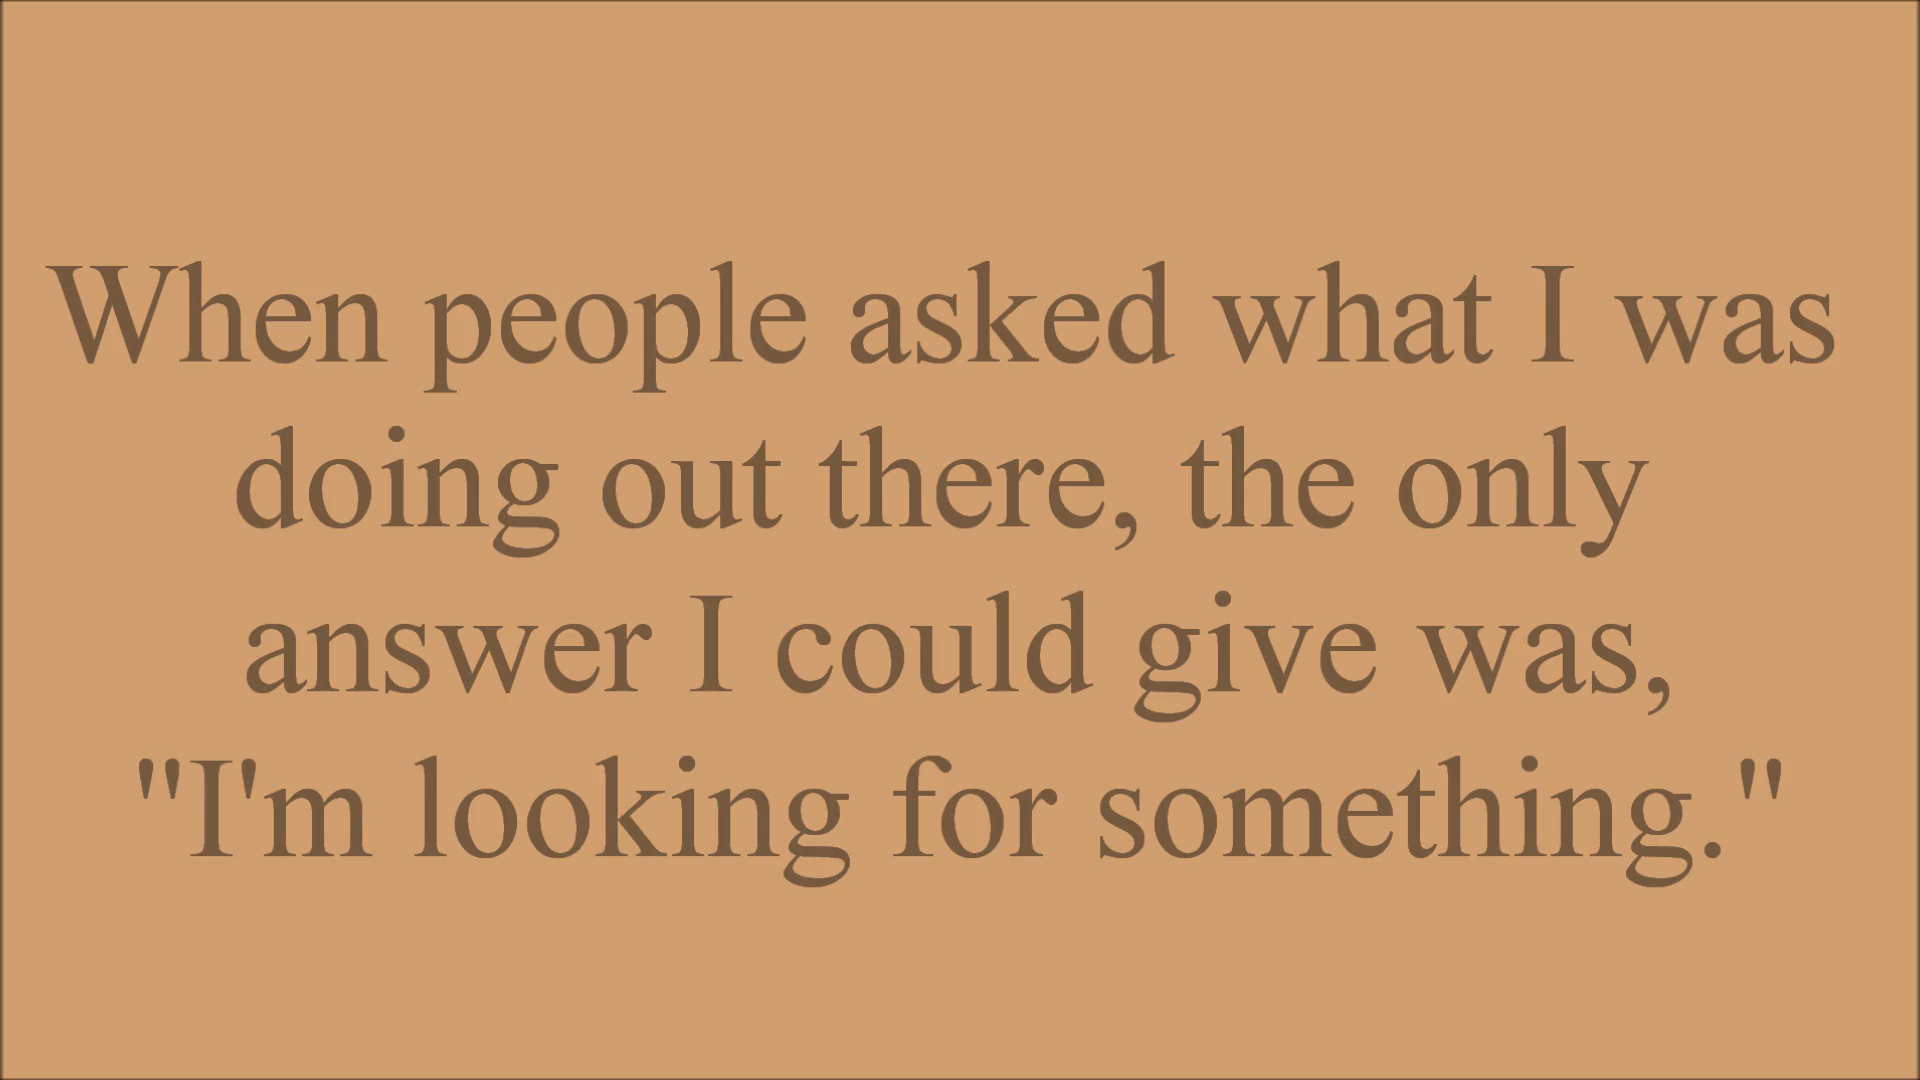 When people asked what I was
doing out there, the only
answer I could give was,
"I'm looking for something."